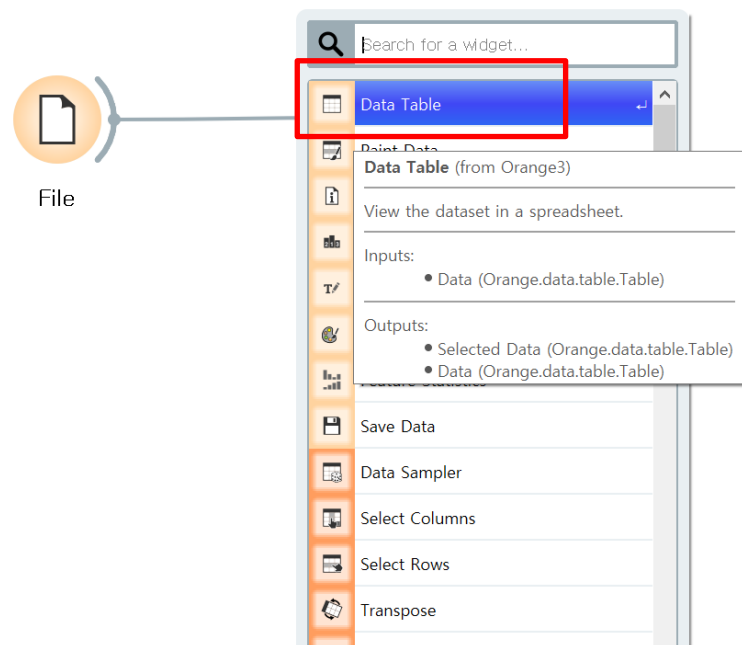 Search for a widget...
Data Table
Paint Data
File
Data Table (from Orange3)
View the dataset in a spreadsheet.
Inputs:
• Data (Orange.data.table.Table)
Outputs:
• Selected Data (Orange.data.table.Table)
• Data (Orange.data.table.Table)
Feature Statistics
Save Data
Data Sampler
Select Columns
Select Rows
Transpose